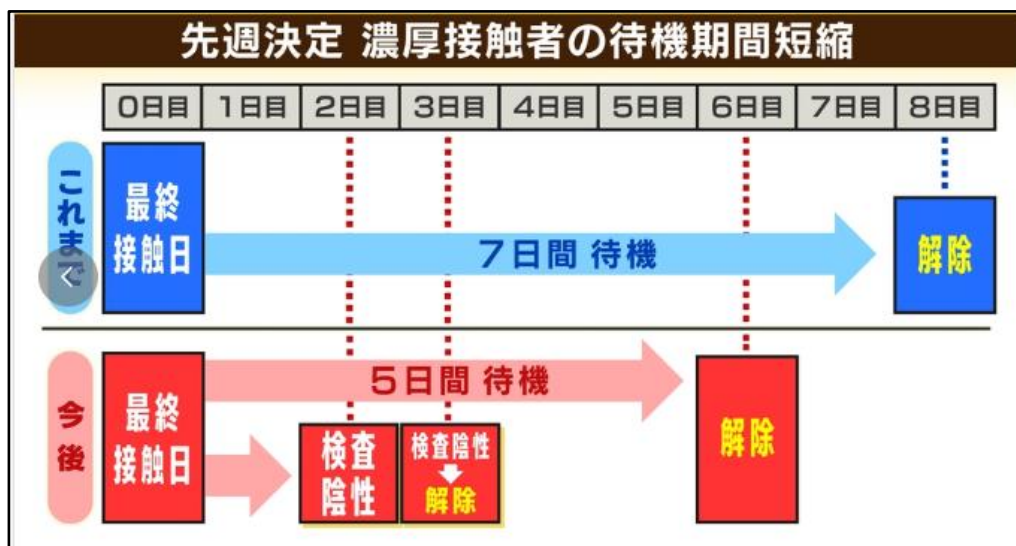 先週決定 濃厚接触者の待機期間短縮
0日目 1日目 2日目 3日目 4日目 5日目 6日目 7日目 8日目
これまで
最終
接触日
7日間 待機
解除
今後
最終
接触日
5日間 待機
検査
陰性
検査陰性
解除
解除